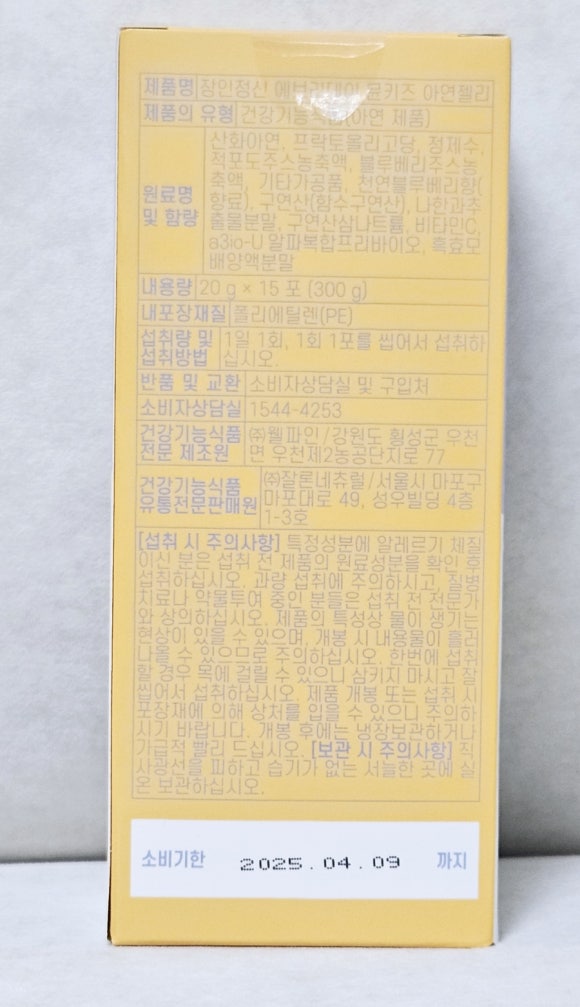 제품명 장인정신 에브리데이 묻키즈 아연젤리
제품의 유형 건강기능식품(아연 제품)
원료명 및 함량
산화아연, 프락토올리고당, 정제수,
적포도주스농축액, 블루베리주스농
축액, 기타가공품, 천연블루베리향(
향료), 구연산(함수구연산), 나한과추
출물분말, 구연산삼나트륨, 비타민C,
a3io-U 알파복합프리바이오, 흑효모
배양액분말
내용량 20 g × 15 포 (300 g)
내포장재질 폴리에틸렌(PE)
섭취량 및 섭취방법
1일 1회, 1회 1포를 씹어서 섭취하
십시오.
반품 및 교환 소비자상담실 및 구입처
소비자상담실 1544-4253
건강기능식품 전문 제조원
㈜웰파인/강원도 횡성군 우천
면 우천제2농공단지로 77
건강기능식품 유통전문판매원
㈜잘론네츄럴/서울시 마포구
마포대로 49, 성우빌딩 4층
1-3호
[섭취 시 주의사항] 특정성분에 알레르기 체질
이신 분은 섭취 전 제품의 원료성분을 확인 후
섭취하십시오. 과량 섭취에 주의하시고, 질병
치료나 약물투여 중인 분들은 섭취 전 전문가
와 상의하십시오. 제품의 특성상 물이 생기는
현상이 있을 수 있으며, 개봉 시 내용물이 흘러
나올 수 있으므로 주의하십시오. 한번에 섭취
할 경우 목에 걸릴 수 있으니 삼키지 마시고 잘
씹어서 섭취하십시오. 제품 개봉 또는 섭취 시
포장재에 의해 상처를 입을 수 있으니 주의하
시기 바랍니다. 개봉 후에는 냉장보관하거나
가급적 빨리 드십시오. [보관 시 주의사항] 직
사광선을 피하고 습기가 없는 서늘한 곳에 실
온 보관하십시오.
소비기한 2025.04.09 까지